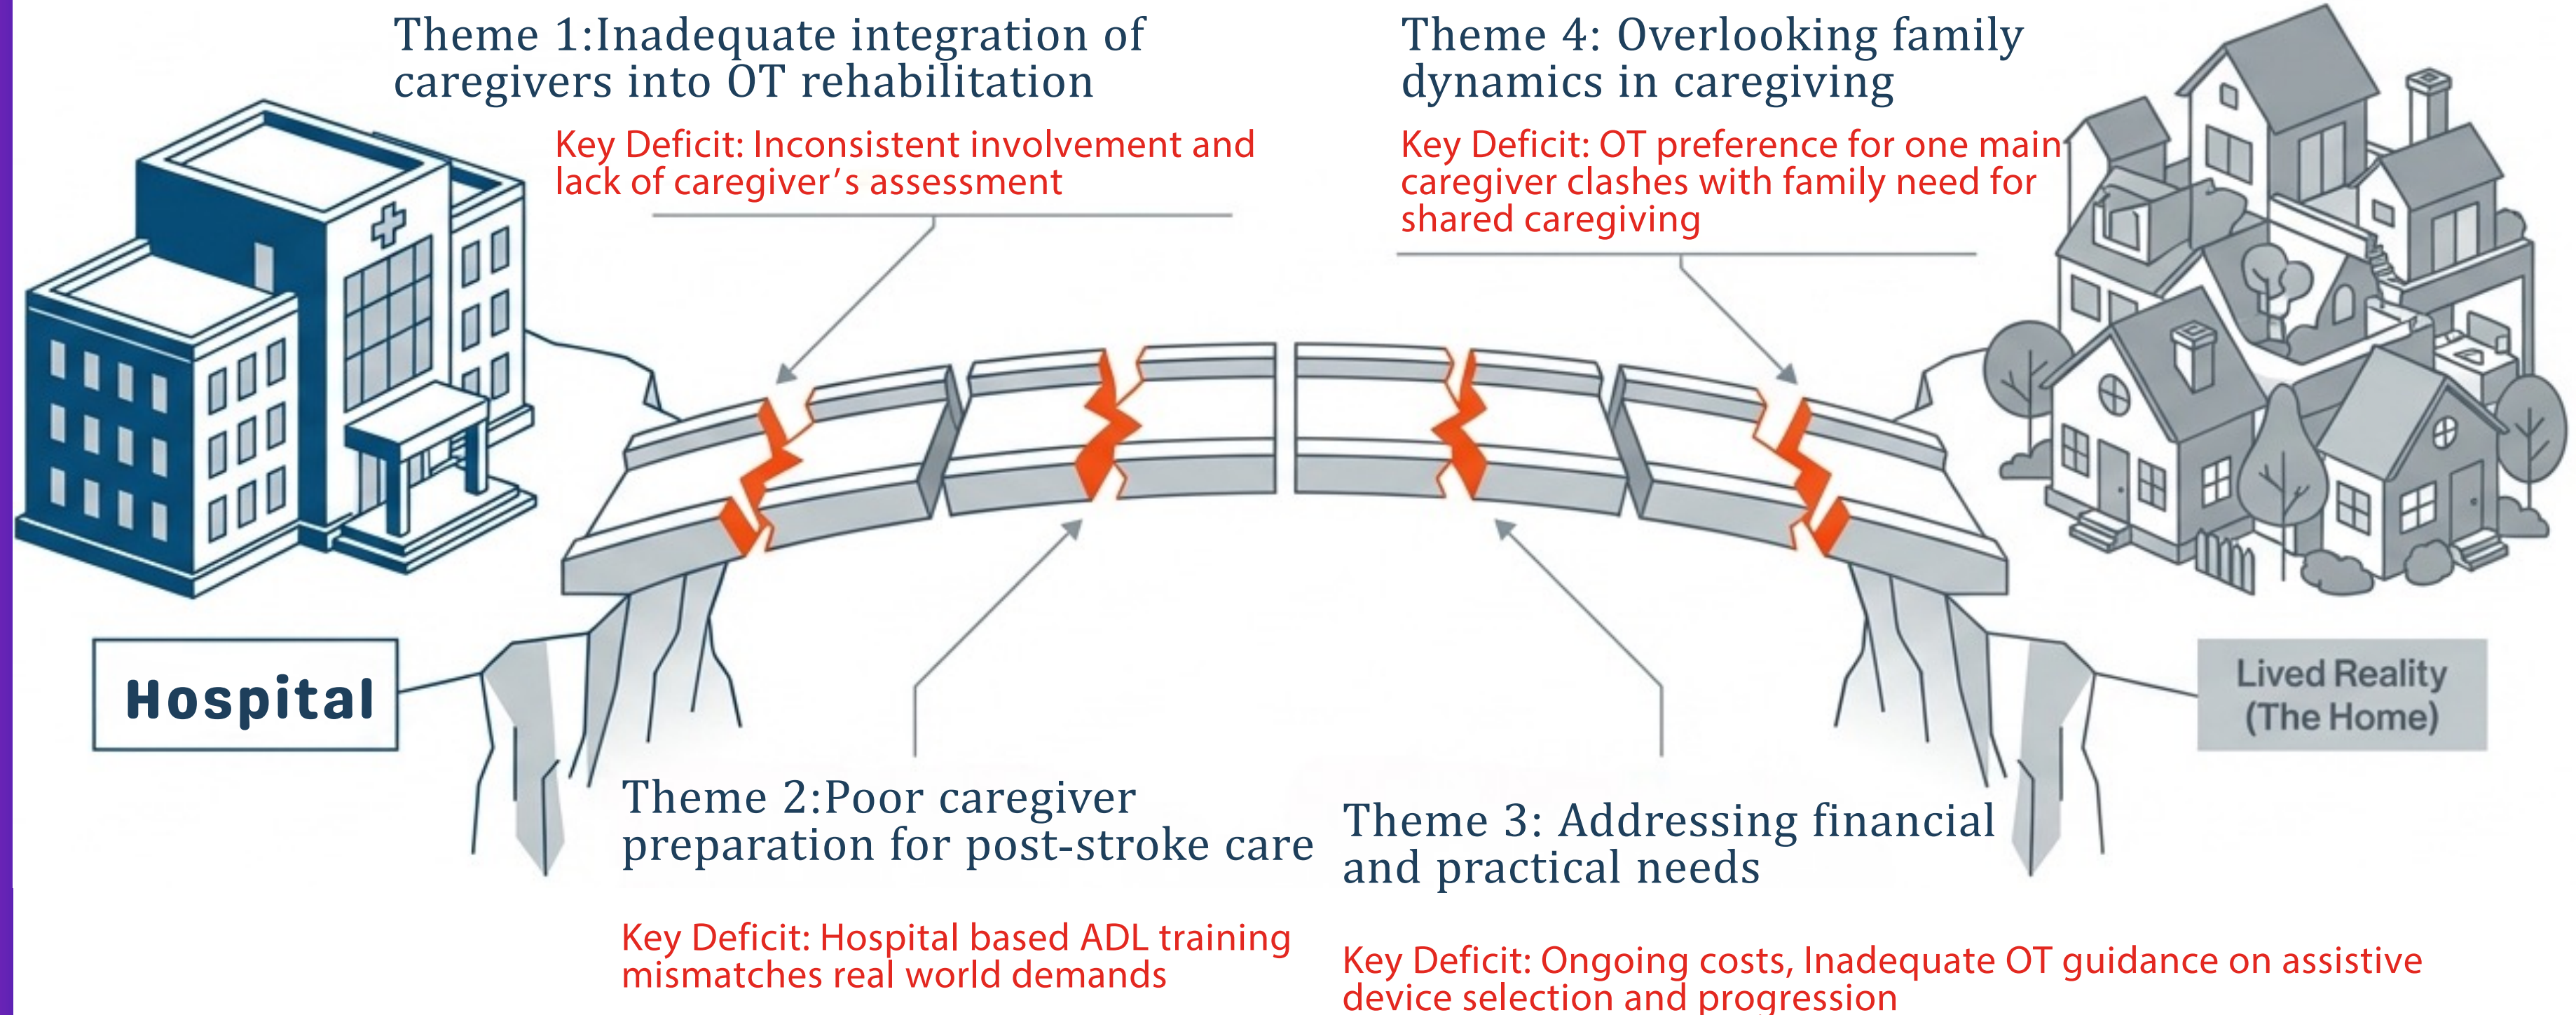 Theme 1:Inadequate integration of
caregivers into OT rehabilitation
Key Deficit: Inconsistent involvement and
lack of caregiver’s assessment
Theme 4: Overlooking family
dynamics in caregiving
Key Deficit: OT preference for one main
caregiver clashes with family need for
shared caregiving
Hospital
Lived Reality
(The Home)
Theme 2:Poor caregiver
preparation for post-stroke care
Key Deficit: Hospital based ADL training
mismatches real world demands
Theme 3: Addressing financial
and practical needs
Key Deficit: Ongoing costs, Inadequate OT guidance on assistive
device selection and progression